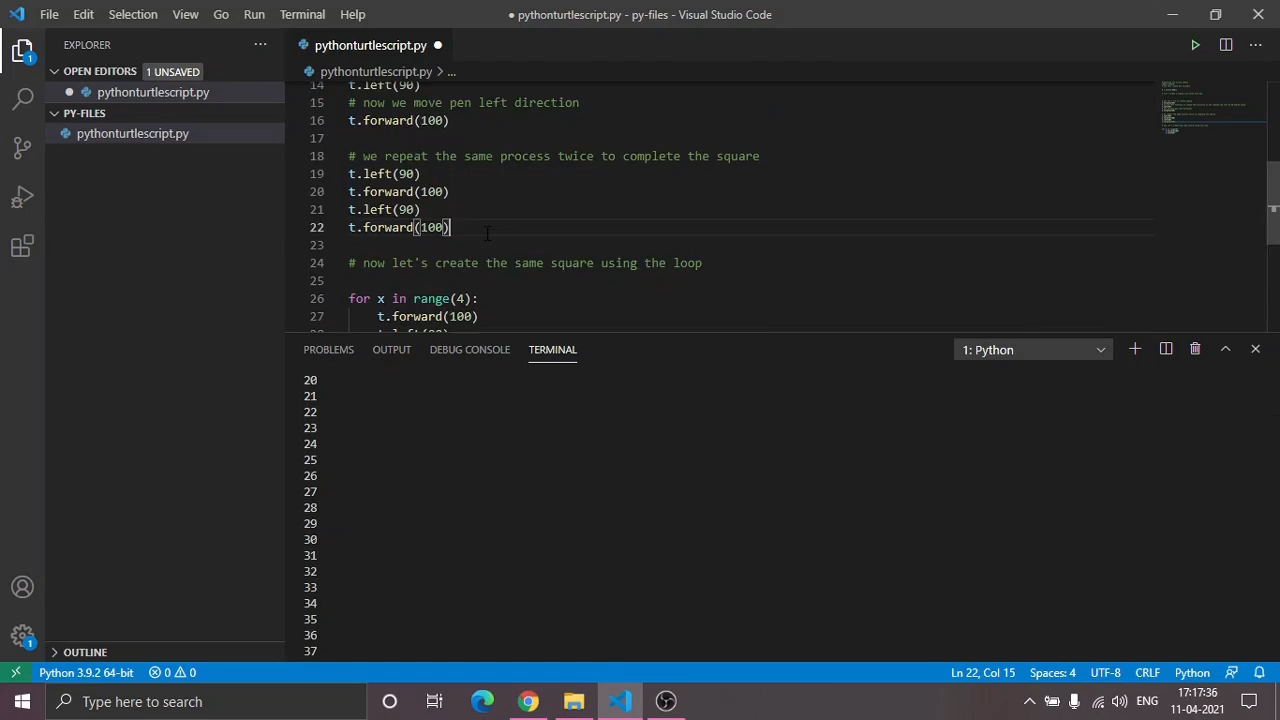 File Edit Selection View Go Run Terminal Help
● pythonturtlescript.py - py-files - Visual Studio Code
EXPLORER
pythonturtlescript.py
1
OPEN EDITORS 1 UNSAVED
pythonturtlescript.py > ...
pythonturtlescript.py
PY-FILES
pythonturtlescript.py
14 t.left(90)
15 # now we move pen left direction
16 t.forward(100)
17
18 # we repeat the same process twice to complete the square
19 t.left(90)
20 t.forward(100)
21 t.left(90)
22 t.forward(100)
23
24 # now let's create the same square using the loop
25
26 for x in range(4):
27 t.forward(100)
28 t.left(90)
PROBLEMS OUTPUT DEBUG CONSOLE TERMINAL
1: Python
20
21
22
23
24
25
26
27
28
29
30
31
32
33
34
35
36
37
1
OUTLINE
Python 3.9.2 64-bit 0 0
Ln 22, Col 15 Spaces: 4 UTF-8 CRLF Python
Type here to search
ENG
17:17:36
11-04-2021